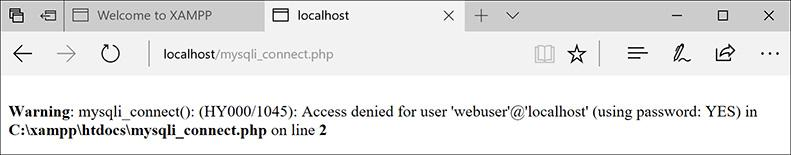 Welcome to XAMPP
localhost
localhost/mysqli_connect.php
Warning: mysqli_connect(): (HY000/1045): Access denied for user 'webuser'@'localhost' (using password: YES) in
C:\xampp\htdocs\mysqli_connect.php on line 2